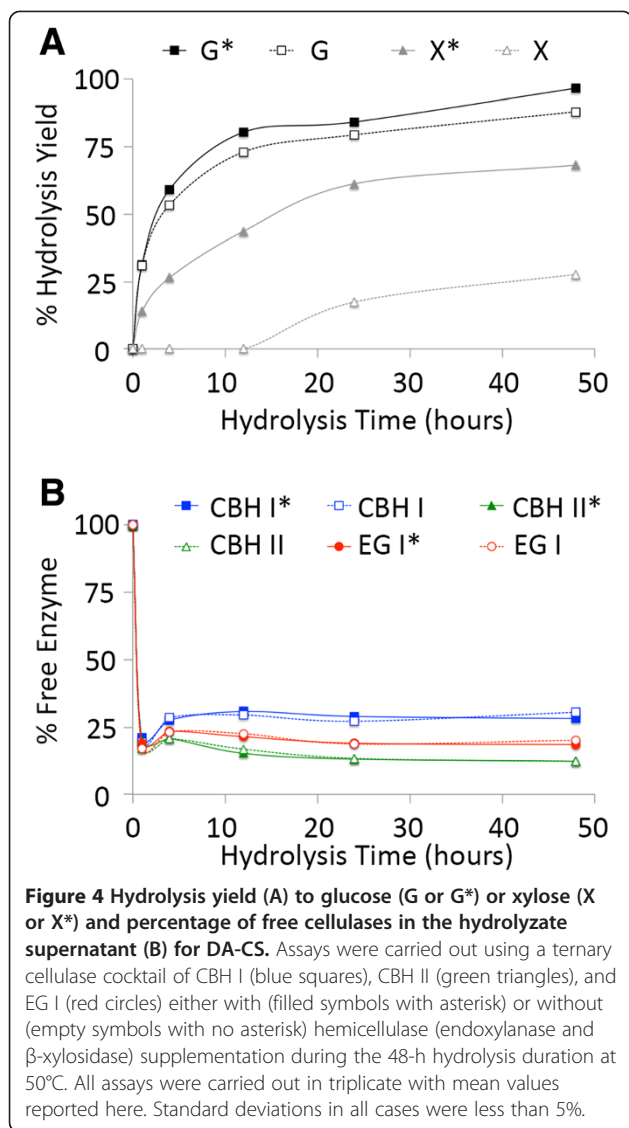 A
G* G X* X
100
75
50
25
0
% Hydrolysis Yield
0 10 20 30 40 50
Hydrolysis Time (hours)
B
CBH I* CBH I CBH II*
CBH II EG I* EG I
100
75
50
25
0
% Free Enzyme
0 10 20 30 40 50
Hydrolysis Time (hours)
Figure 4 Hydrolysis yield (A) to glucose (G or G*) or xylose (X
or X*) and percentage of free cellulases in the hydrolyzate
supernatant (B) for DA-CS. Assays were carried out using a ternary
cellulase cocktail of CBH I (blue squares), CBH II (green triangles), and
EG I (red circles) either with (filled symbols with asterisk) or without
(empty symbols with no asterisk) hemicellulase (endoxylanase and
β-xylosidase) supplementation during the 48-h hydrolysis duration at
50°C. All assays were carried out in triplicate with mean values
reported here. Standard deviations in all cases were less than 5%.